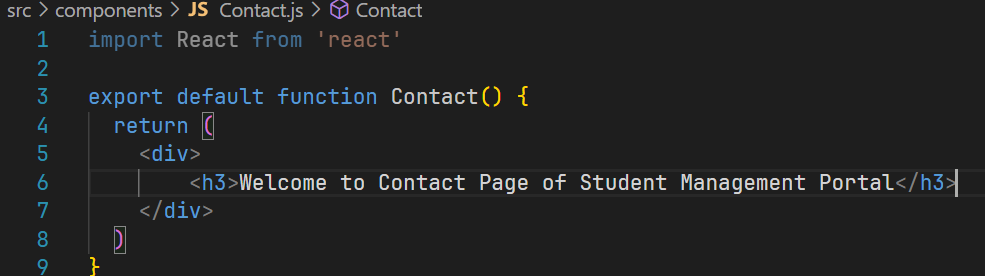 src > components > JS Contact.js > Contact
1 import React from 'react'
2
3 export default function Contact() {
4   return (
5     <div>
6         <h3>Welcome to Contact Page of Student Management Portal</h3>
7     </div>
8   )
9 }